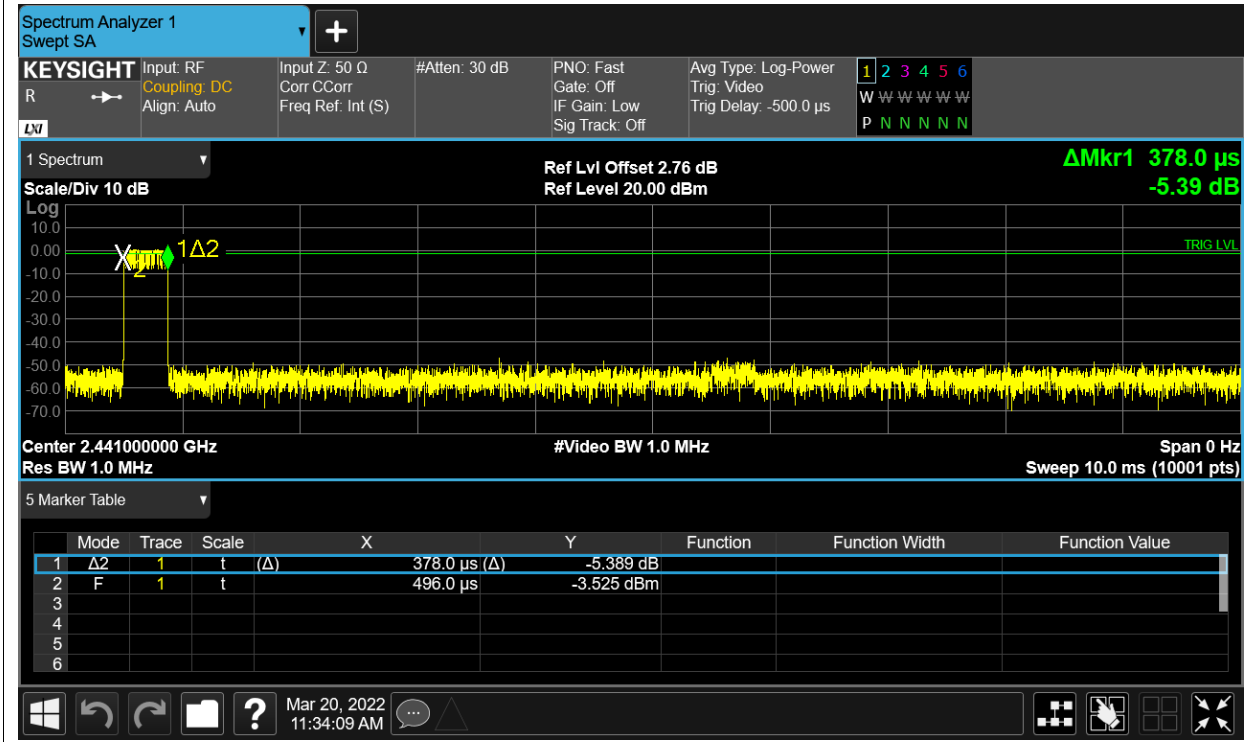 Spectrum Analyzer 1
Swept SA
KEYSIGHT Input: RF Input Z: 50 Ω #Atten: 30 dB PNO: Fast Avg Type: Log-Power 1 2 3 4 5 6
R Coupling: DC Corr CCorr Gate: Off Trig: Video W W W W W W
Align: Auto Freq Ref: Int (S) IF Gain: Low Trig Delay: -500.0 µs P N N N N N
LXI Sig Track: Off
1 Spectrum
Ref Lvl Offset 2.76 dB ΔMkr1 378.0 µs
Scale/Div 10 dB Ref Level 20.00 dBm -5.39 dB
Log
10.0
0.00 X 2 1Δ2 TRIG LVL
-10.0
-20.0
-30.0
-40.0
-50.0
-60.0
-70.0
Center 2.441000000 GHz #Video BW 1.0 MHz Span 0 Hz
Res BW 1.0 MHz Sweep 10.0 ms (10001 pts)
5 Marker Table
Mode Trace Scale X Y Function Function Width Function Value
1 Δ2 1 t (Δ) 378.0 µs (Δ) -5.389 dB
2 F 1 t 496.0 µs -3.525 dBm
3
4
5
6
? Mar 20, 2022
11:34:09 AM